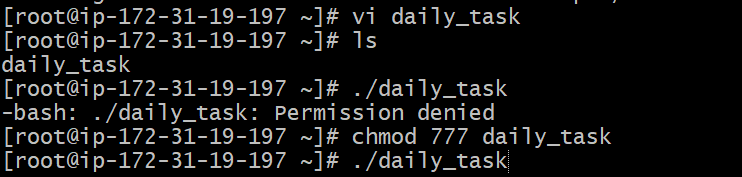 [root@ip-172-31-19-197 ~]# vi daily_task
[root@ip-172-31-19-197 ~]# ls
daily_task
[root@ip-172-31-19-197 ~]# ./daily_task
-bash: ./daily_task: Permission denied
[root@ip-172-31-19-197 ~]# chmod 777 daily_task
[root@ip-172-31-19-197 ~]# ./daily_task